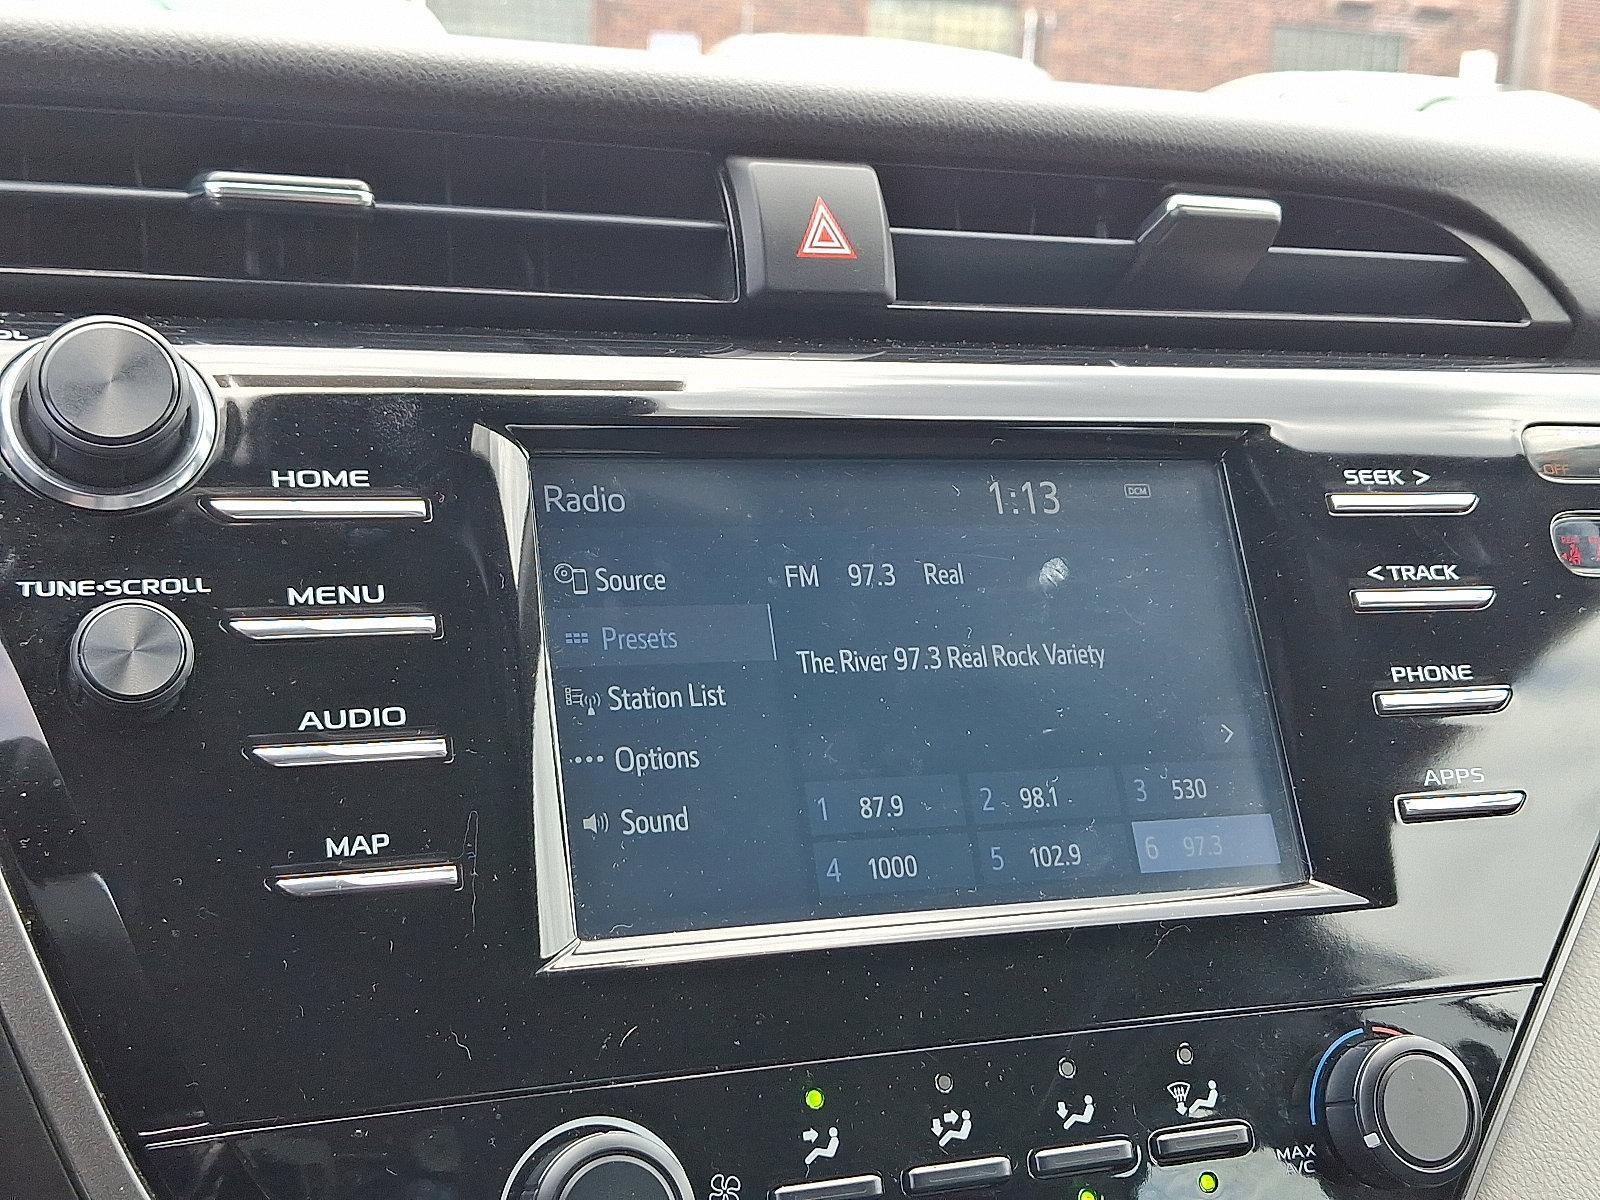 HOME
TUNE•SCROLL
MENU
AUDIO
MAP
Radio
1:13
DCM
Source
Presets
Station List
Options
Sound
FM 97.3 Real
The River 97.3 Real Rock Variety
>
1 87.9
2 98.1
3 530
4 1000
5 102.9
6 97.3
SEEK >
< TRACK
PHONE
APPS
OFF
MAX
A/C